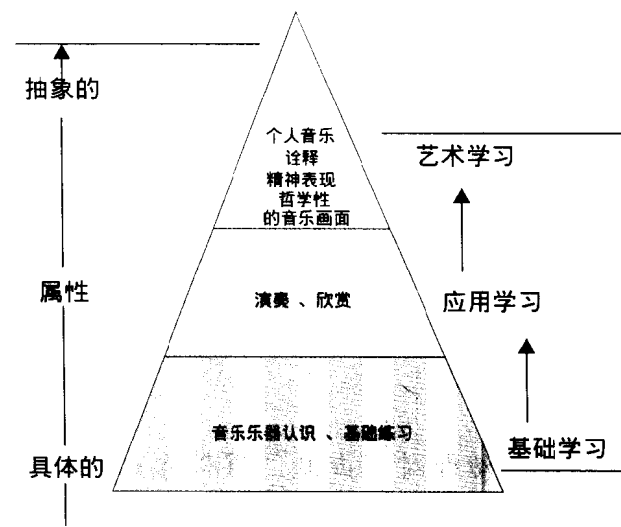 抽象的
个人音乐
诠释
精神表现
哲学性
的音乐画面
艺术学习
属性
演奏 、欣赏
应用学习
音乐乐器认识 、基础练习
具体的
基础学习